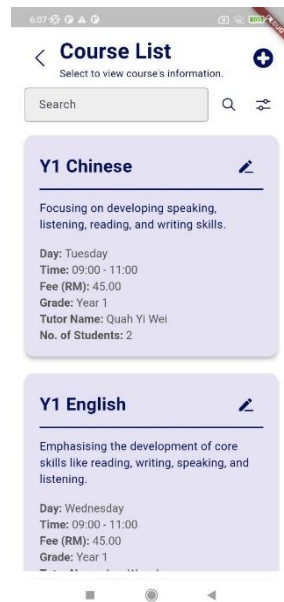 6:07
Course List
Select to view course's information.
Search
Y1 Chinese
Focusing on developing speaking,
listening, reading, and writing skills.
Day: Tuesday
Time: 09:00 - 11:00
Fee (RM): 45.00
Grade: Year 1
Tutor Name: Quah Yi Wei
No. of Students: 2
Y1 English
Emphasising the development of core
skills like reading, writing, speaking, and
listening.
Day: Wednesday
Time: 09:00 - 11:00
Fee (RM): 45.00
Grade: Year 1